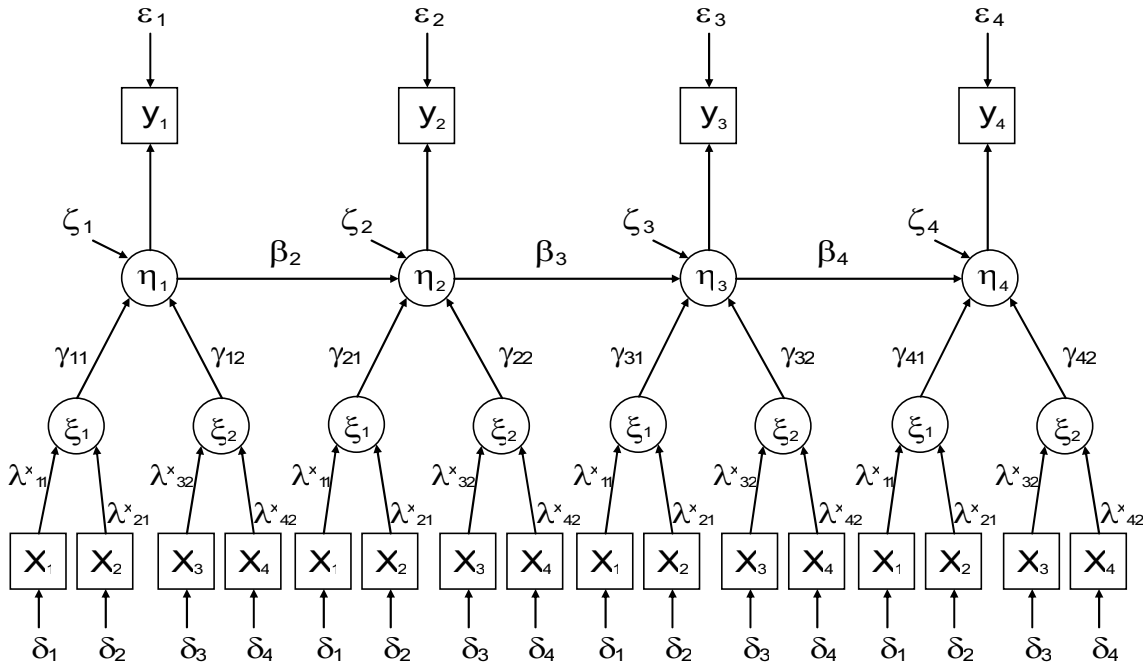 ε₁ ε₂ ε₃ ε₄
y₁ y₂ y₃ y₄
ζ₁ ζ₂ ζ₃ ζ₄
β₂ β₃ β₄
η₁ η₂ η₃ η₄
γ₁₁ γ₁₂ γ₂₁ γ₂₂ γ₃₁ γ₃₂ γ₄₁ γ₄₂
ξ₁ ξ₂ ξ₁ ξ₂ ξ₁ ξ₂ ξ₁ ξ₂
λˣ₁₁ λˣ₃₂ λˣ₁₁ λˣ₃₂ λˣ₁₁ λˣ₃₂ λˣ₁₁ λˣ₃₂
λˣ₂₁ λˣ₄₂ λˣ₂₁ λˣ₄₂ λˣ₂₁ λˣ₄₂ λˣ₂₁ λˣ₄₂
X₁ X₂ X₃ X₄ X₁ X₂ X₃ X₄ X₁ X₂ X₃ X₄ X₁ X₂ X₃ X₄
δ₁ δ₂ δ₃ δ₄ δ₁ δ₂ δ₃ δ₄ δ₁ δ₂ δ₃ δ₄ δ₁ δ₂ δ₃ δ₄